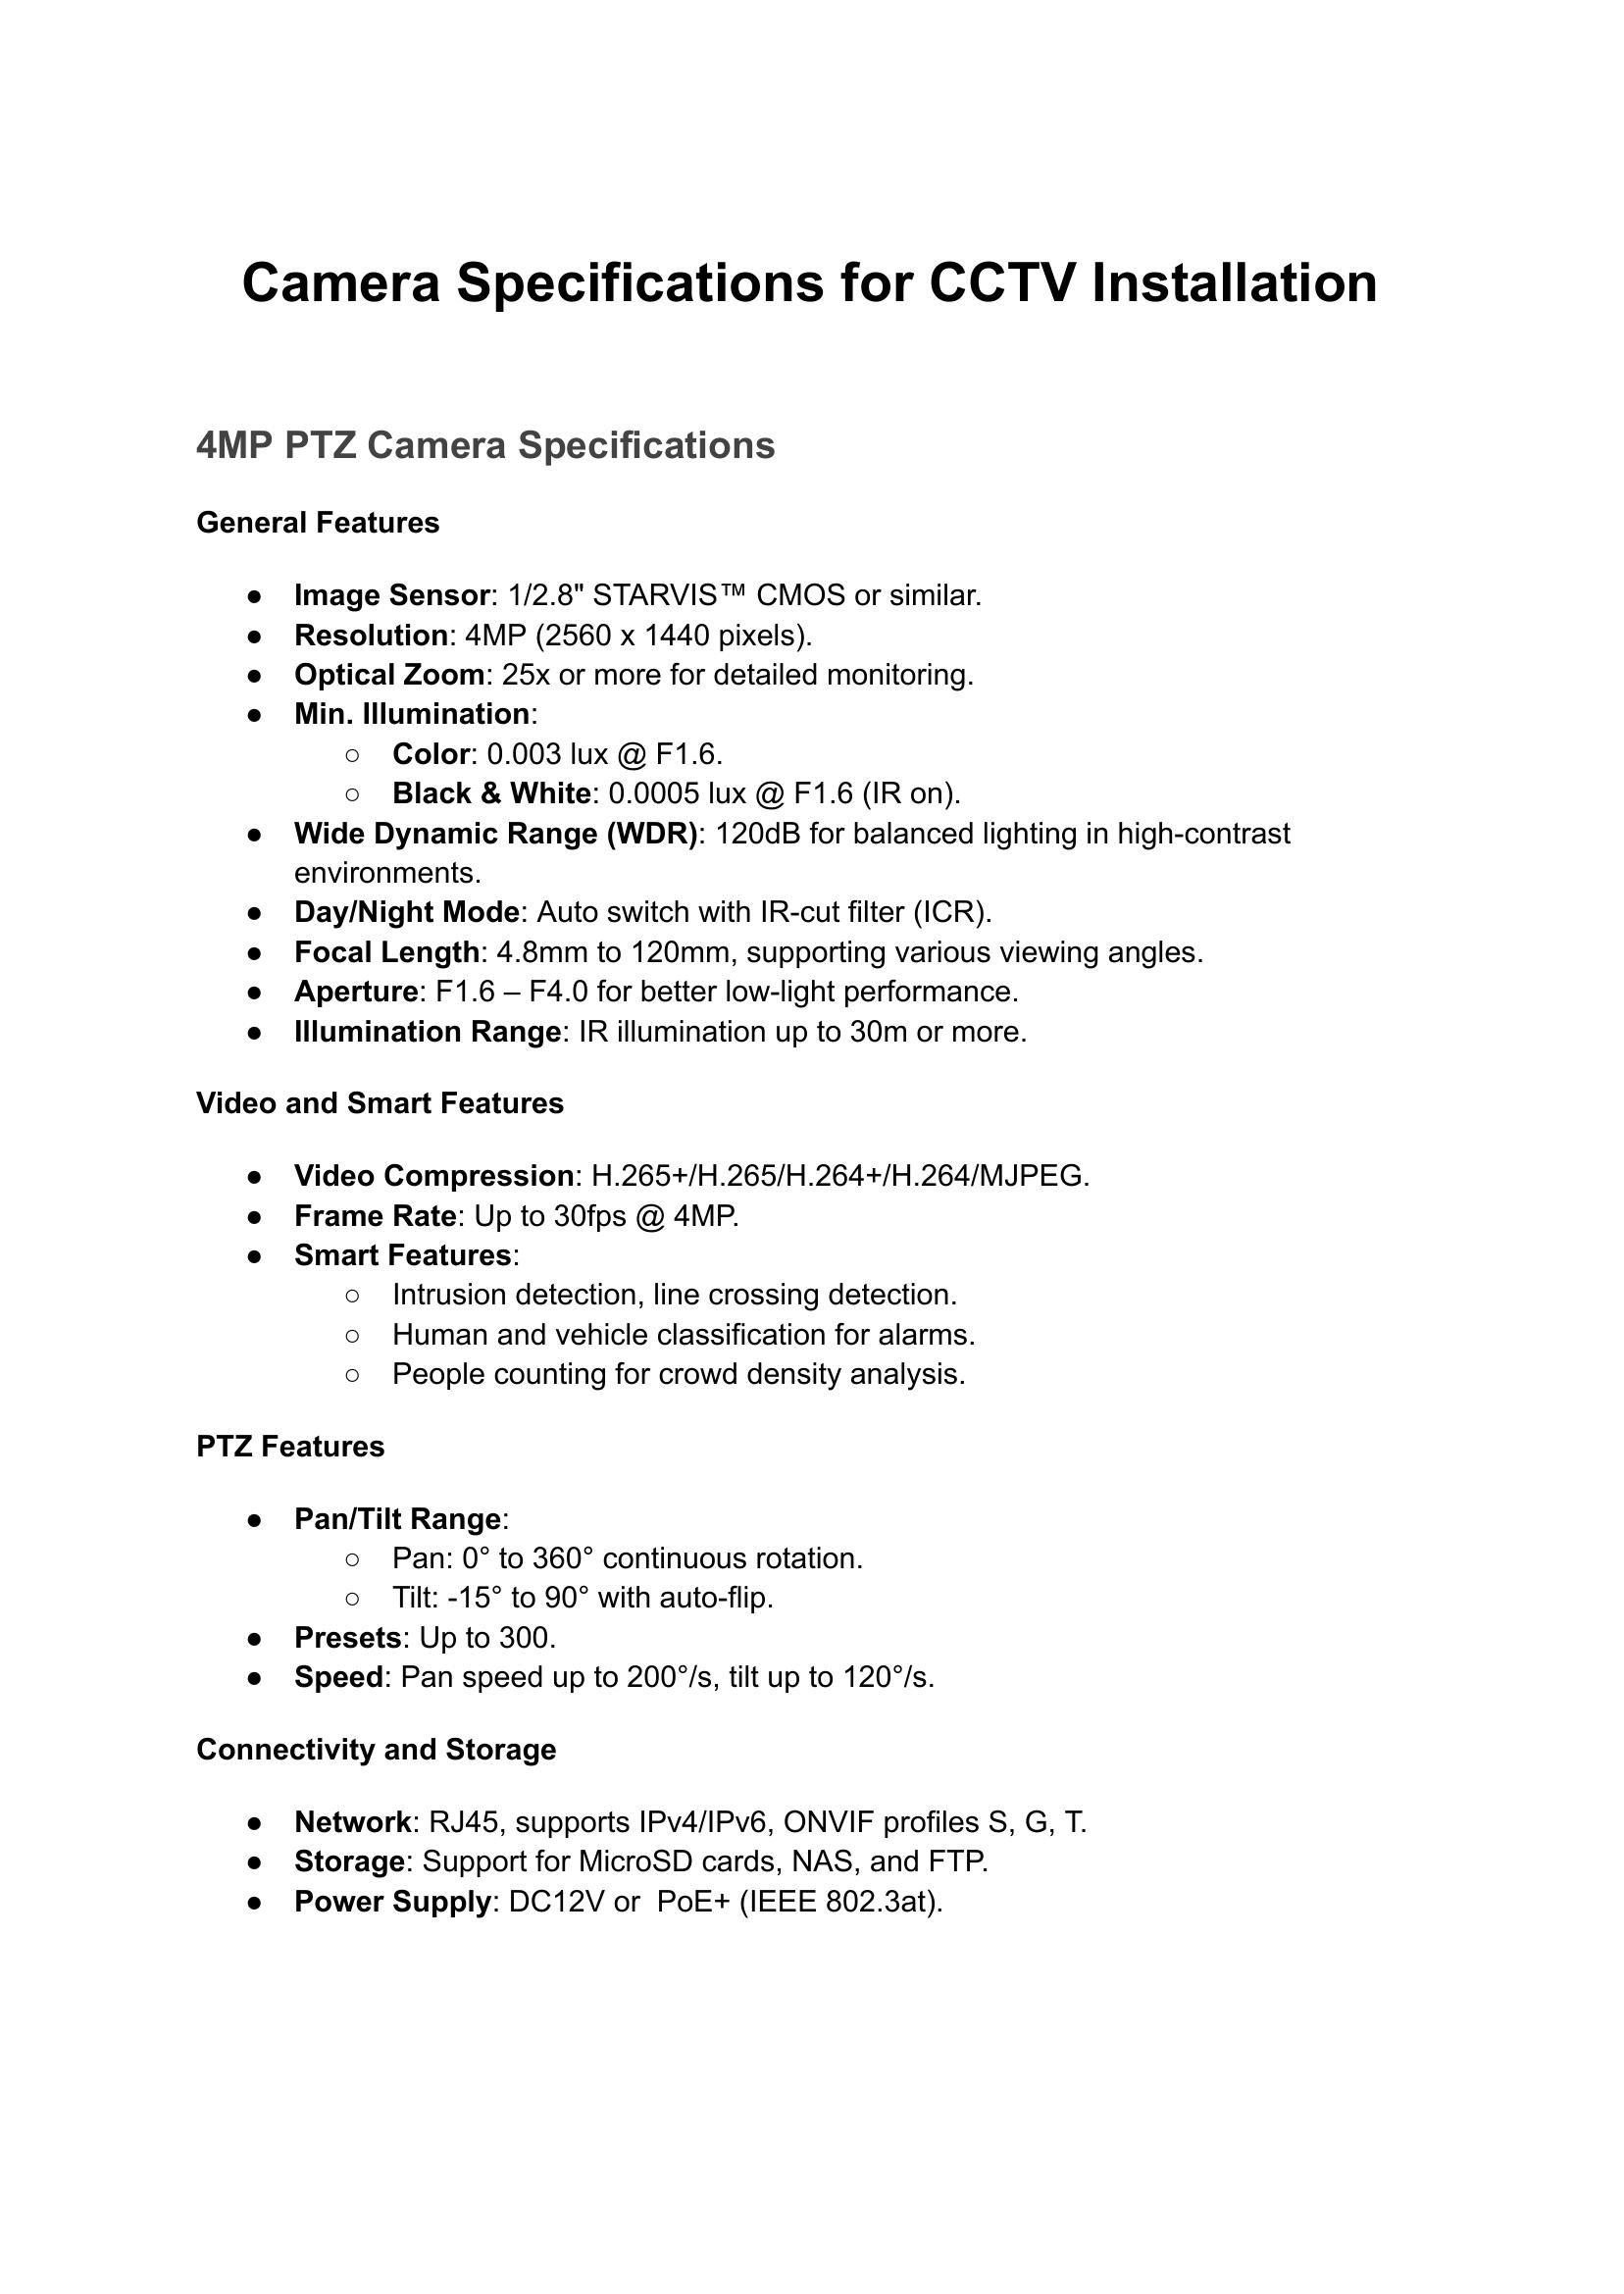 Camera Specifications for CCTV Installation
4MP PTZ Camera Specifications
General Features
● Image Sensor: 1/2.8" STARVIS™ CMOS or similar.
● Resolution: 4MP (2560 x 1440 pixels).
● Optical Zoom: 25x or more for detailed monitoring.
● Min. Illumination:
○ Color: 0.003 lux @ F1.6.
○ Black & White: 0.0005 lux @ F1.6 (IR on).
● Wide Dynamic Range (WDR): 120dB for balanced lighting in high-contrast
environments.
● Day/Night Mode: Auto switch with IR-cut filter (ICR).
● Focal Length: 4.8mm to 120mm, supporting various viewing angles.
● Aperture: F1.6 – F4.0 for better low-light performance.
● Illumination Range: IR illumination up to 30m or more.
Video and Smart Features
● Video Compression: H.265+/H.265/H.264+/H.264/MJPEG.
● Frame Rate: Up to 30fps @ 4MP.
● Smart Features:
○ Intrusion detection, line crossing detection.
○ Human and vehicle classification for alarms.
○ People counting for crowd density analysis.
PTZ Features
● Pan/Tilt Range:
○ Pan: 0° to 360° continuous rotation.
○ Tilt: -15° to 90° with auto-flip.
● Presets: Up to 300.
● Speed: Pan speed up to 200°/s, tilt up to 120°/s.
Connectivity and Storage
● Network: RJ45, supports IPv4/IPv6, ONVIF profiles S, G, T.
● Storage: Support for MicroSD cards, NAS, and FTP.
● Power Supply: DC12V or  PoE+ (IEEE 802.3at).